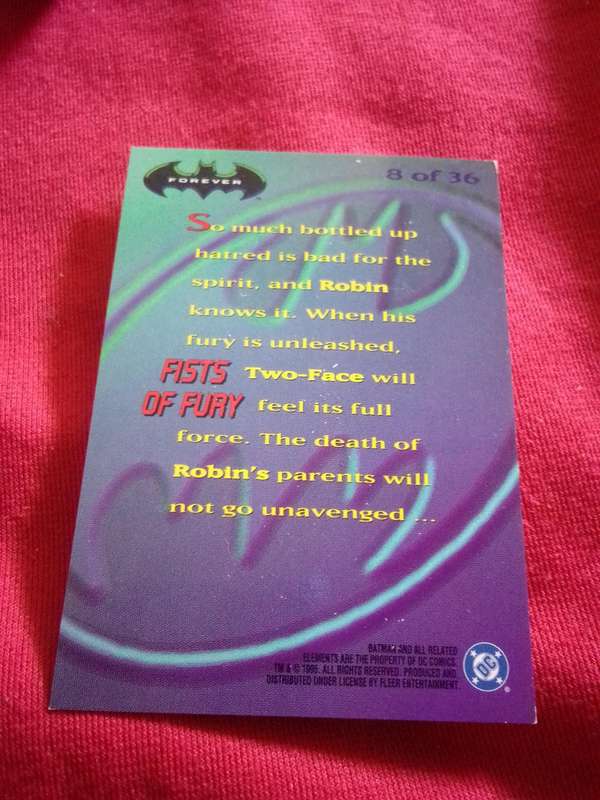 FOREVER
8 of 36
So much bottled up
hatred is bad for the
spirit, and Robin
knows it. When his
fury is unleashed,
FISTS Two-Face will
OF FURY feel its full
force. The death of
Robin's parents will
not go unavenged ...
BATMAN AND ALL RELATED
ELEMENTS ARE THE PROPERTY OF DC COMICS.
TM & © 1995. ALL RIGHTS RESERVED. PRODUCED AND
DISTRIBUTED UNDER LICENSE BY FLEER ENTERTAINMENT.
DC ®